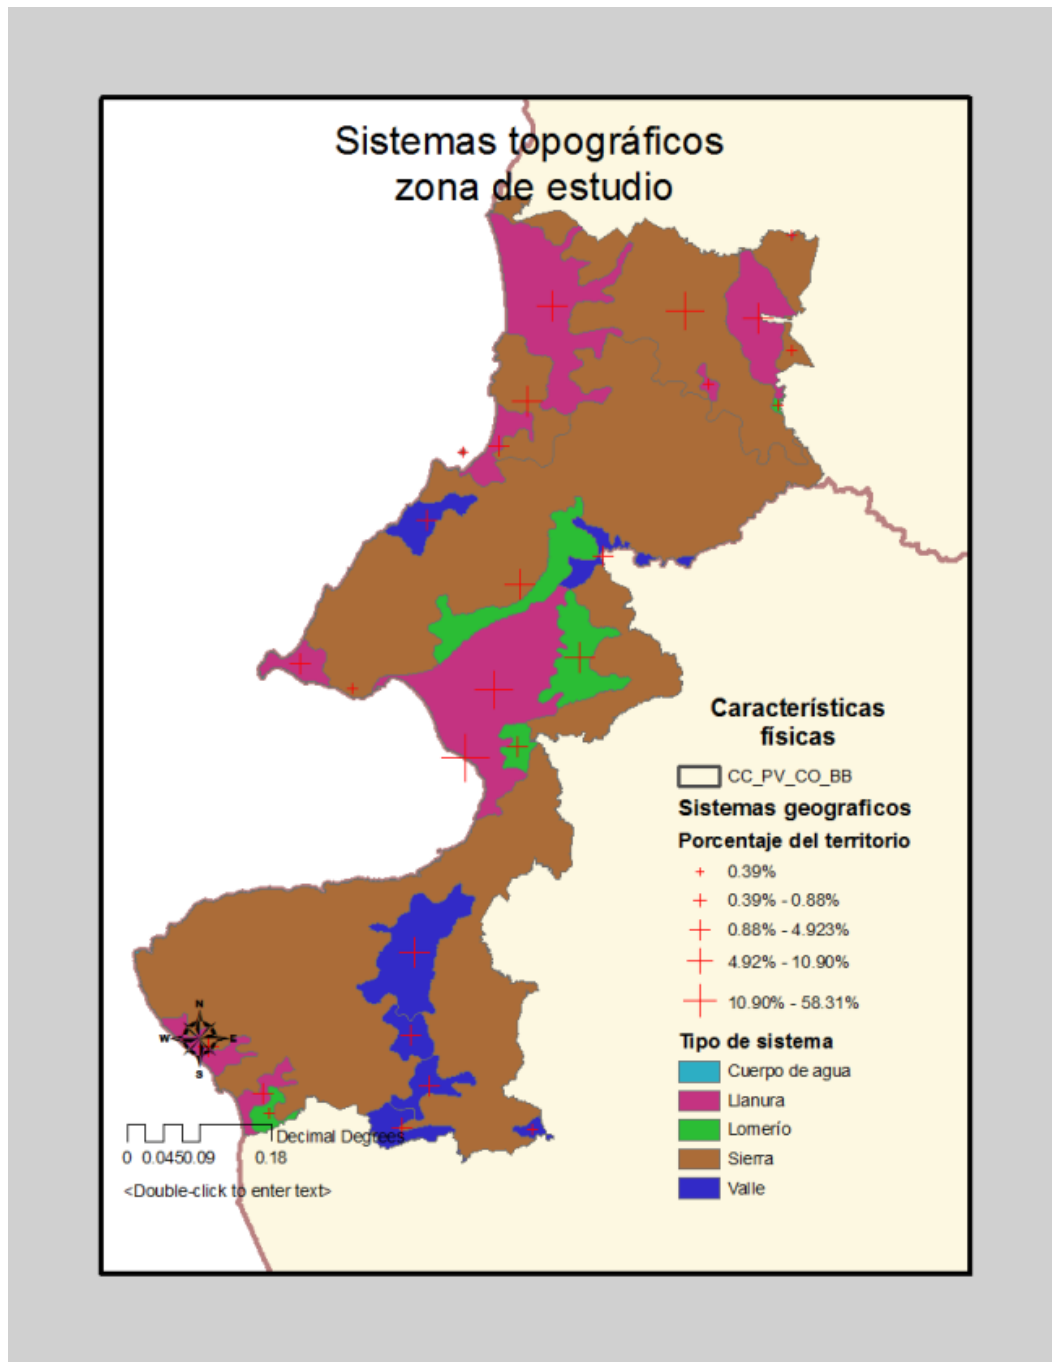 Sistemas topográficos
zona de estudio
Características
físicas
CC_PV_CO_BB
Sistemas geograficos
Porcentaje del territorio
0.39%
0.39% - 0.88%
0.88% - 4.923%
4.92% - 10.90%
10.90% - 58.31%
Tipo de sistema
Cuerpo de agua
Llanura
Lomerío
Sierra
Valle
N
W E
S
Decimal Degrees
0 0.0450.09 0.18
<Double-click to enter text>